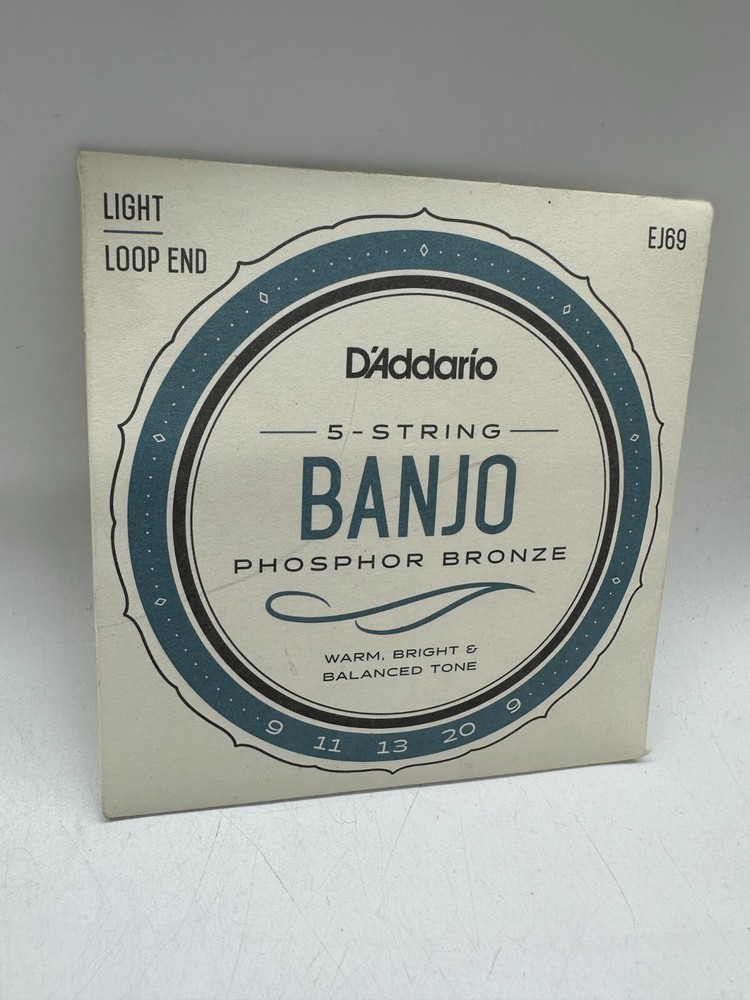 LIGHT
LOOP END
EJ69
D'Addario
5-STRING
BANJO
PHOSPHOR BRONZE
WARM, BRIGHT &
BALANCED TONE
9 11 13 20 9